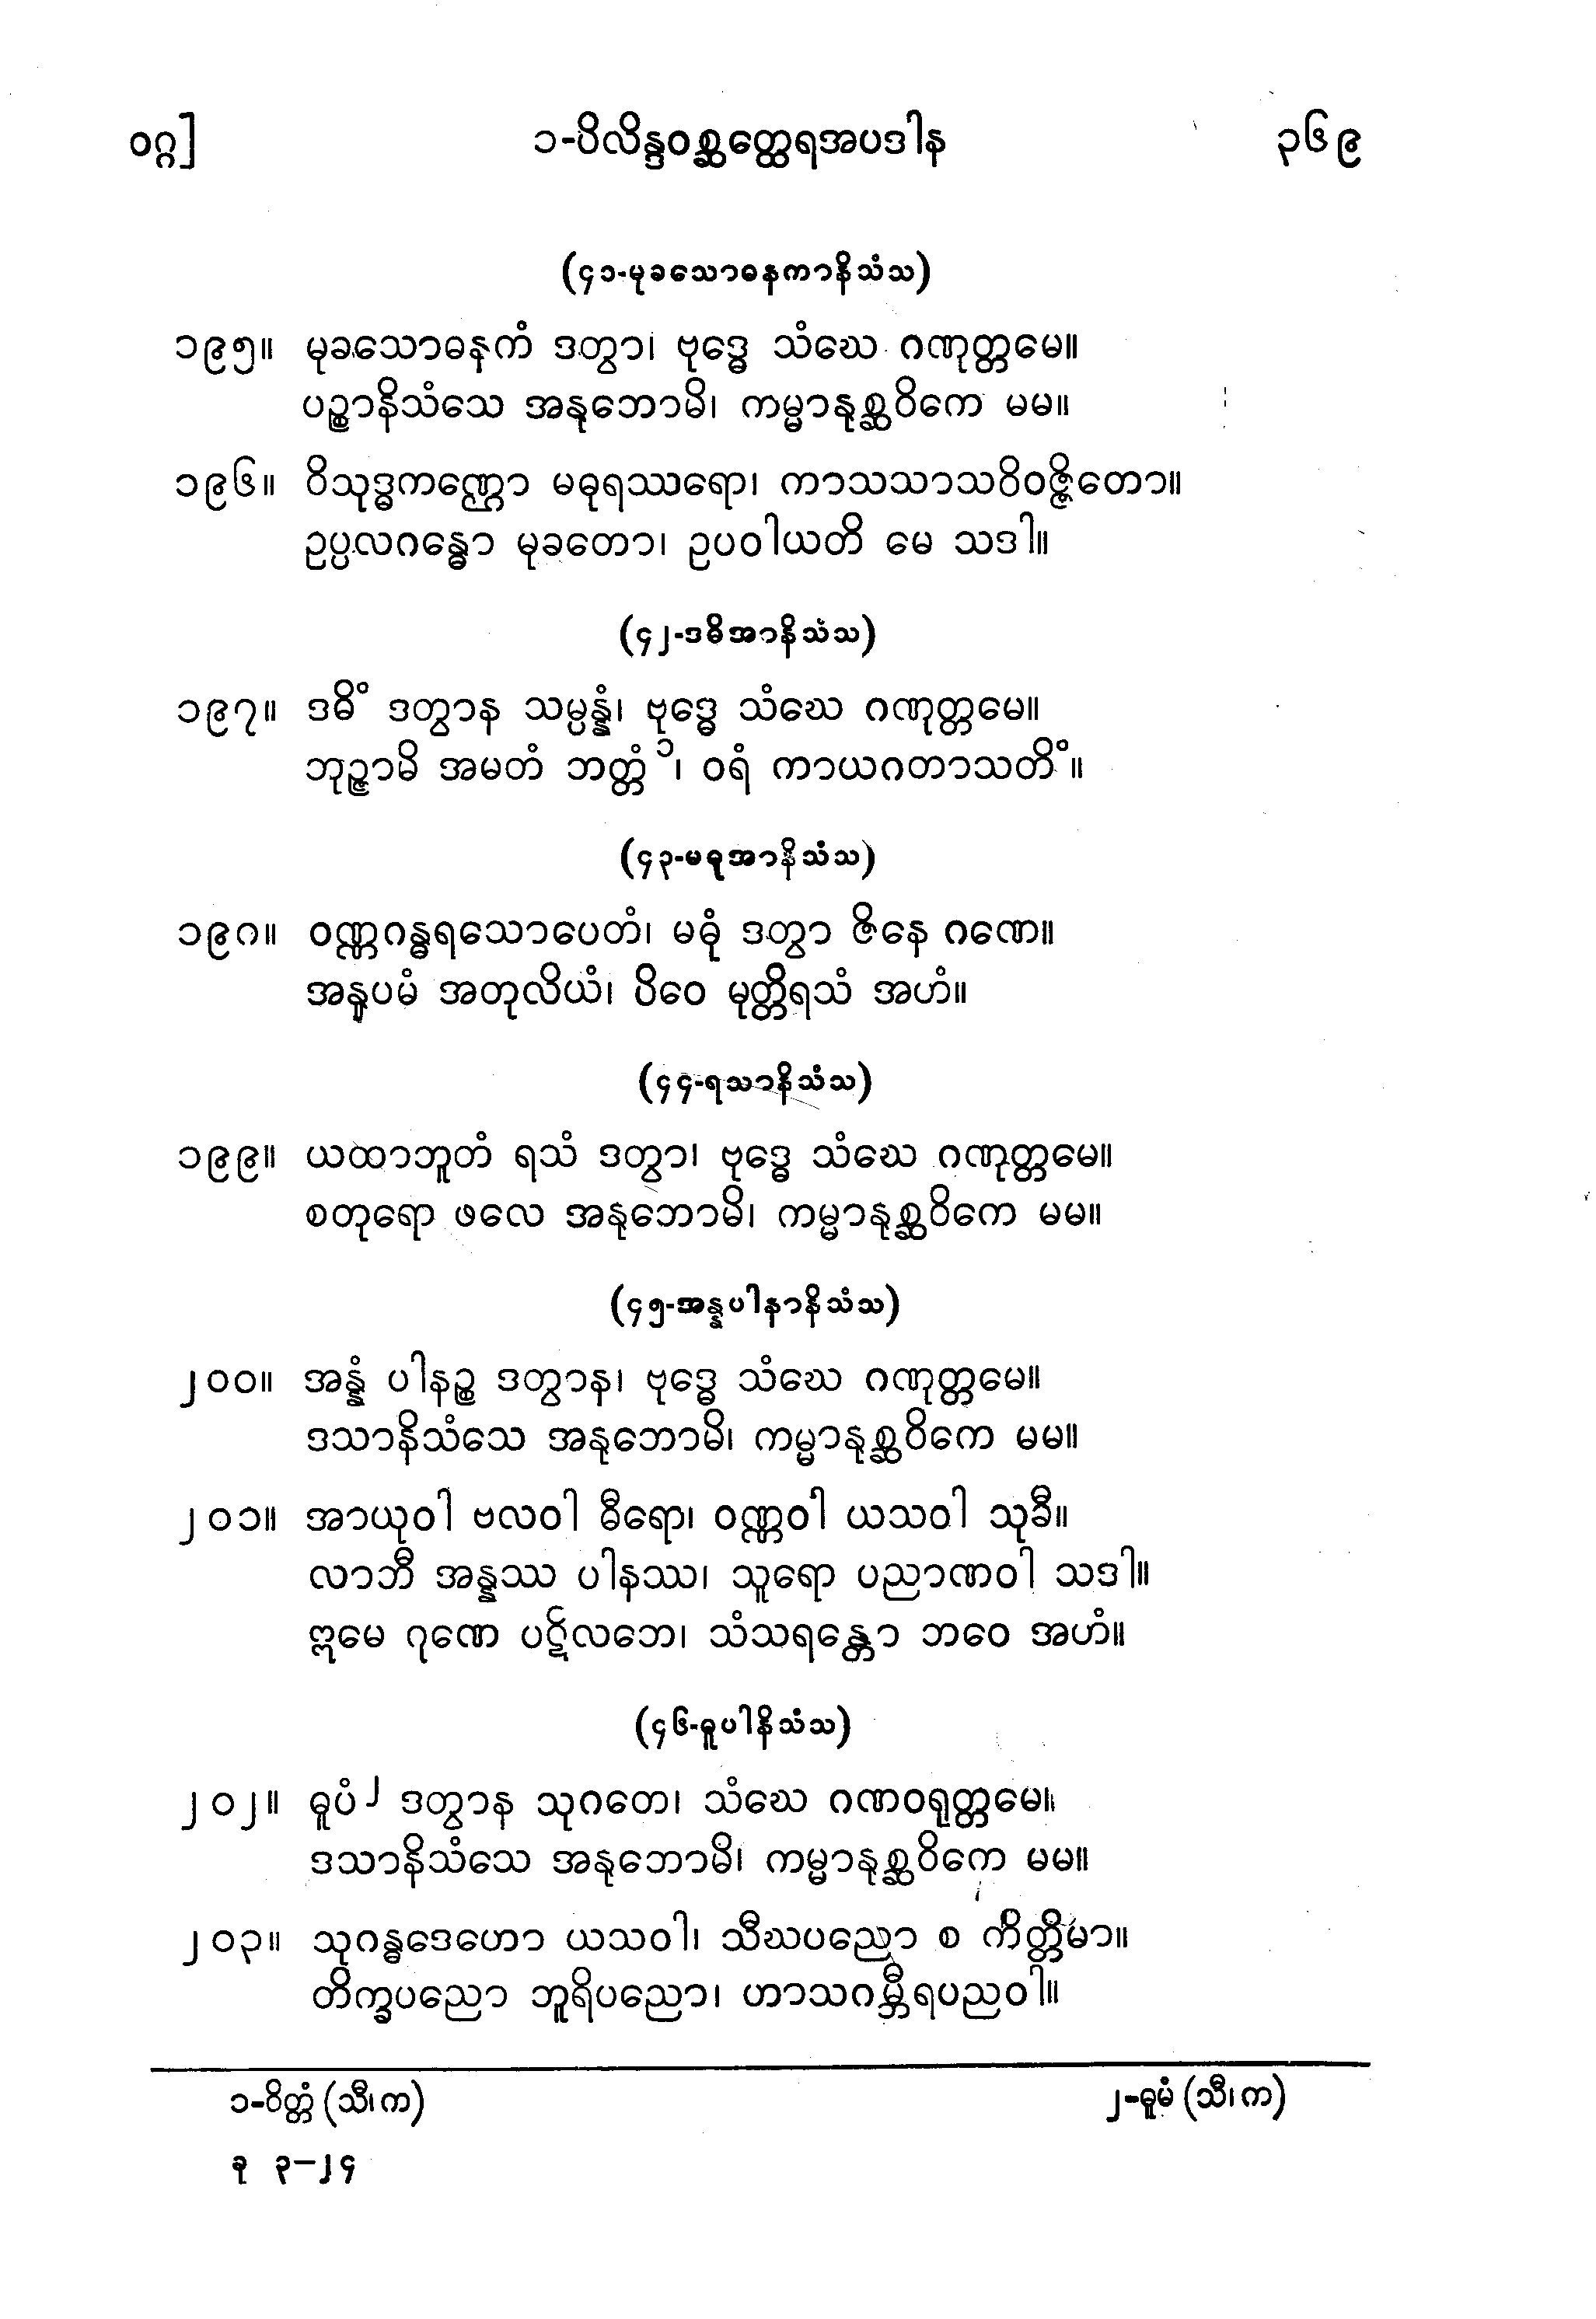 ဝဂ္ဂ] ၁-ပိလိန္ဒဝစ္ဆတ္ထေရအပဒါန ၃၆၉
(၄၁-မုခသောဓနကာနိသံသ)
၁၉၅။ မုခသောဓနကံ ဒတွာ၊ ဗုဒ္ဓေ သံဃေ ဂဏုတ္တမေ။
ပဉ္စာနိသံသေ အနုဘောမိ၊ ကမ္မာနုစ္ဆဝိကေ မမ။
၁၉၆။ ဝိသုဒ္ဓကဏ္ဌော မဓုရဿရော၊ ကာသသာသဝိဝဇ္ဇိတော။
ဥပ္ပလဂန္ဓော မုခတော၊ ဥပဝါယတိ မေ သဒါ။
(၄၂-ဒဓိအာနိသံသ)
၁၉၇။ ဒဓိံ ဒတွာန သမ္ပန္နံ၊ ဗုဒ္ဓေ သံဃေ ဂဏုတ္တမေ။
ဘုဉ္ဇာမိ အမတံ ဘတ္တံ ၁၊ ဝရံ ကာယဂတာသတိံ။
(၄၃-မဓုအာနိသံသ)
၁၉၈။ ဝဏ္ဏဂန္ဓရသောပေတံ၊ မဓုံ ဒတွာ ဇိနေ ဂဏေ။
အနူပမံ အတုလိယံ၊ ပိဝေ မုတ္တိရသံ အဟံ။
(၄၄-ရသာနိသံသ)
၁၉၉။ ယထာဘူတံ ရသံ ဒတွာ၊ ဗုဒ္ဓေ သံဃေ ဂဏုတ္တမေ။
စတုရော ဖလေ အနုဘောမိ၊ ကမ္မာနုစ္ဆဝိကေ မမ။
(၄၅-အန္နပါနာနိသံသ)
၂၀၀။ အန္နံ ပါနဉ္စ ဒတွာန၊ ဗုဒ္ဓေ သံဃေ ဂဏုတ္တမေ။
ဒသာနိသံသေ အနုဘောမိ၊ ကမ္မာနုစ္ဆဝိကေ မမ။
၂၀၁။ အာယုဝါ ဗလဝါ ဓီရော၊ ဝဏ္ဏဝါ ယသဝါ သုခီ။
လာဘီ အန္နဿ ပါနဿ၊ သူရော ပညာဏဝါ သဒါ။
ဣမေ ဂုဏေ ပဋိလဘေ၊ သံသရန္တော ဘဝေ အဟံ။
(၄၆-ဓူပါနိသံသ)
၂၀၂။ ဓူပံ ၂ ဒတွာန သုဂတေ၊ သံဃေ ဂဏဝရုတ္တမေ။
ဒသာနိသံသေ အနုဘောမိ၊ ကမ္မာနုစ္ဆဝိကေ မမ။
၂၀၃။ သုဂန္ဓဒေဟော ယသဝါ၊ သီဃပညော စ ကိတ္တိမာ။
တိက္ခပညော ဘူရိပညော၊ ဟာသဂမ္ဘီရပညဝါ။
၁-ဝိတ္တံ (သီ၊က) ၂-ဓူမံ (သီ၊က)
ခု ၃-၂၄